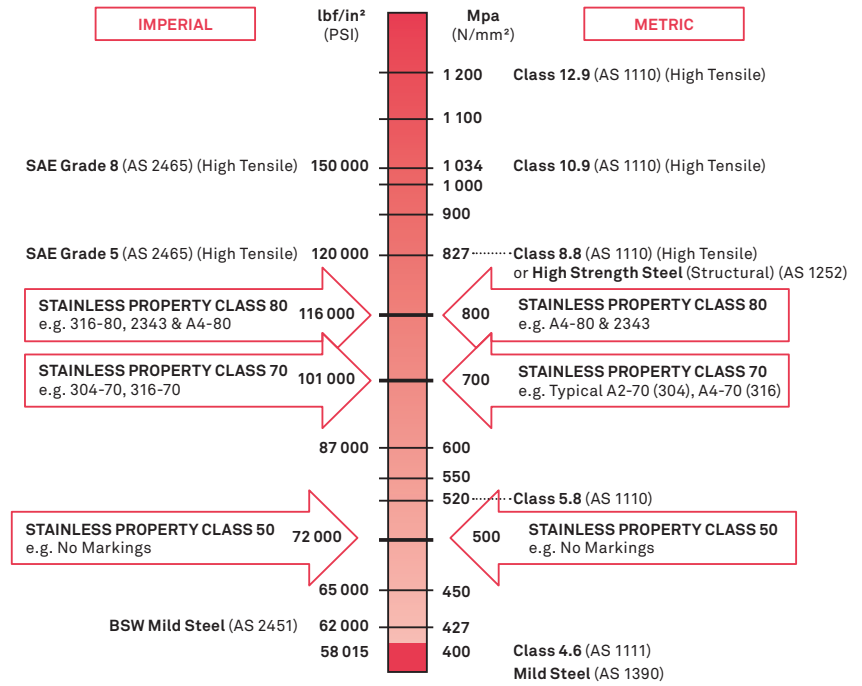 IMPERIAL
lbf/in²
(PSI)
Mpa
(N/mm²)
METRIC
1 200 Class 12.9 (AS 1110) (High Tensile)
1 100
SAE Grade 8 (AS 2465) (High Tensile) 150 000 1 034 Class 10.9 (AS 1110) (High Tensile)
1 000
900
SAE Grade 5 (AS 2465) (High Tensile) 120 000 827 Class 8.8 (AS 1110) (High Tensile)
or High Strength Steel (Structural) (AS 1252)
STAINLESS PROPERTY CLASS 80
e.g. 316-80, 2343 & A4-80
116 000
800
STAINLESS PROPERTY CLASS 80
e.g. A4-80 & 2343
STAINLESS PROPERTY CLASS 70
e.g. 304-70, 316-70
101 000
700
STAINLESS PROPERTY CLASS 70
e.g. Typical A2-70 (304), A4-70 (316)
87 000 600
550
520 Class 5.8 (AS 1110)
STAINLESS PROPERTY CLASS 50
e.g. No Markings
72 000
500
STAINLESS PROPERTY CLASS 50
e.g. No Markings
65 000 450
BSW Mild Steel (AS 2451) 62 000 427
58 015 400 Class 4.6 (AS 1111)
Mild Steel (AS 1390)